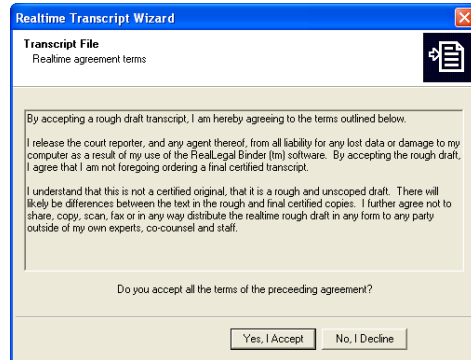 Realtime Transcript Wizard
Transcript File
Realtime agreement terms
By accepting a rough draft transcript, I am hereby agreeing to the terms outlined below.
I release the court reporter, and any agent thereof, from all liability for any lost data or damage to my
computer as a result of my use of the RealLegal Binder (tm) software.  By accepting the rough draft,
I agree that I am not foregoing ordering a final certified transcript.
I understand that this is not a certified original, that it is a rough and unscoped draft.  There will
likely be differences between the text in the rough and final certified copies.  I further agree not to
share, copy, scan, fax or in any way distribute the realtime rough draft in any form to any party
outside of my own experts, co-counsel and staff.
Do you accept all the terms of the preceeding agreement?
Yes, I Accept
No, I Decline